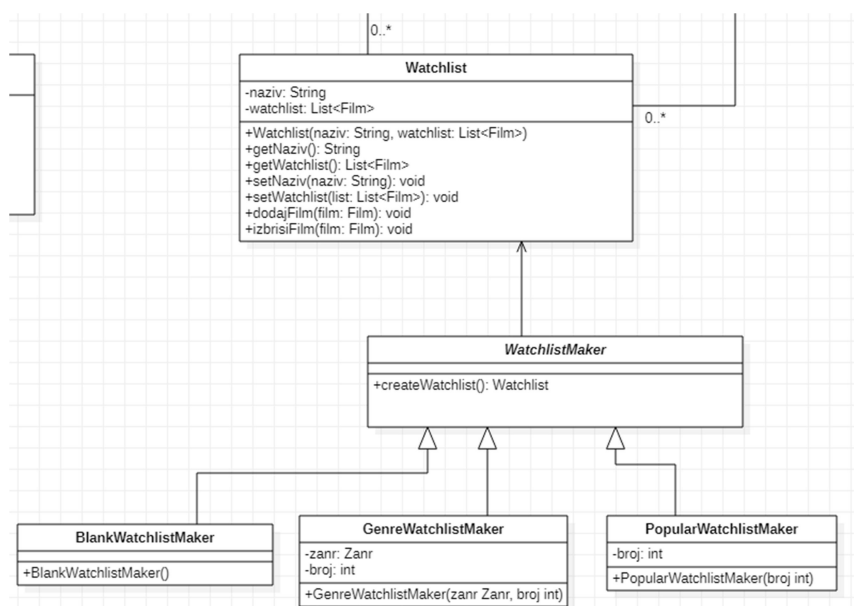 0..*
Watchlist
-naziv: String
-watchlist: List<Film>
0..*
+Watchlist(naziv: String, watchlist: List<Film>)
+getNaziv(): String
+getWatchlist(): List<Film>
+setNaziv(naziv: String): void
+setWatchlist(list: List<Film>): void
+dodajFilm(film: Film): void
+izbrisiFilm(film: Film): void
WatchlistMaker
+createWatchlist(): Watchlist
BlankWatchlistMaker
+BlankWatchlistMaker()
GenreWatchlistMaker
-zanr: Zanr
-broj: int
+GenreWatchlistMaker(zanr Zanr, broj int)
PopularWatchlistMaker
-broj: int
+PopularWatchlistMaker(broj int)